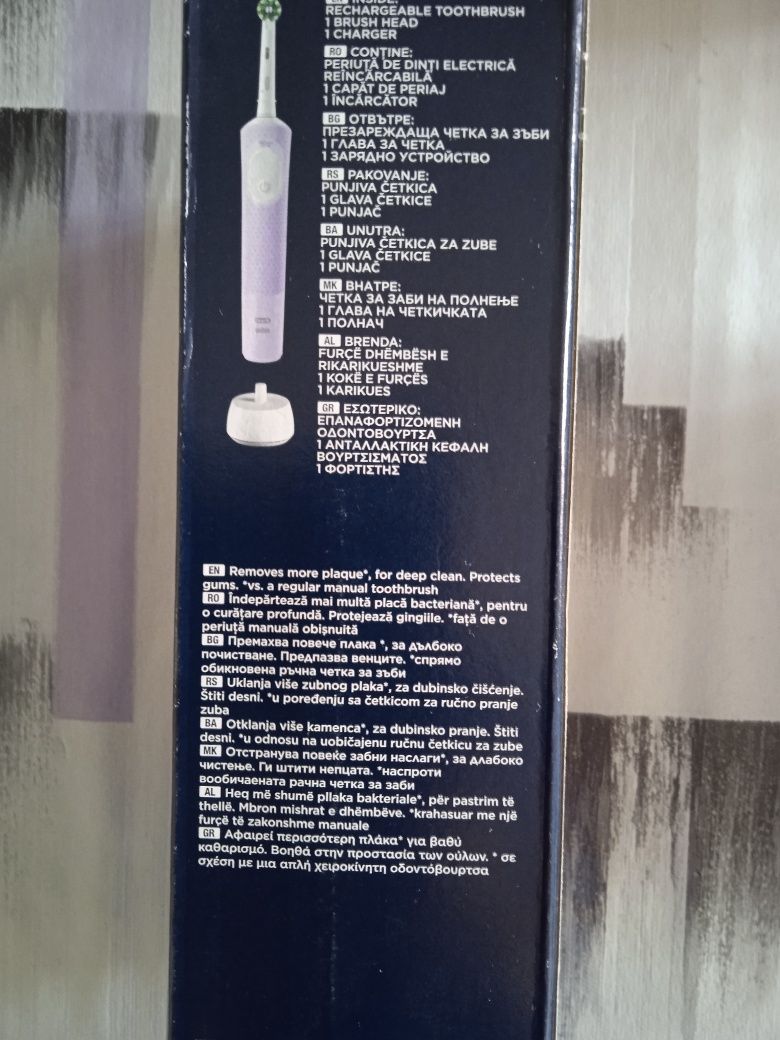 EN INSIDE:
RECHARGEABLE TOOTHBRUSH
1 BRUSH HEAD
1 CHARGER
RO CONȚINE:
PERIUȚĂ DE DINȚI ELECTRICĂ
REÎNCĂRCABILĂ
1 CAPĂT DE PERIAJ
1 ÎNCĂRCĂTOR
BG ОТВЪТРЕ:
ПРЕЗАРЕЖДАЩА ЧЕТКА ЗА ЗЪБИ
1 ГЛАВА ЗА ЧЕТКА
1 ЗАРЯДНО УСТРОЙСТВО
RS PAKOVANJE:
PUNJIVA ČETKICA
1 GLAVA ČETKICE
1 PUNJAČ
BA UNUTRA:
PUNJIVA ČETKICA ZA ZUBE
1 GLAVA ČETKICE
1 PUNJAČ
MK ВНАТРЕ:
ЧЕТКА ЗА ЗАБИ НА ПОЛНЕЊЕ
1 ГЛАВА НА ЧЕТКИЧКАТА
1 ПОЛНАЧ
AL BRENDA:
FURÇË DHËMBËSH E
RIKARIKUESHME
1 KOKË E FURÇËS
1 KARIKUES
GR ΕΣΩΤΕΡΙΚΟ:
ΕΠΑΝΑΦΟΡΤΙΖΟΜΕΝΗ
ΟΔΟΝΤΟΒΟΥΡΤΣΑ
1 ΑΝΤΑΛΛΑΚΤΙΚΗ ΚΕΦΑΛΗ
ΒΟΥΡΤΣΙΣΜΑΤΟΣ
1 ΦΟΡΤΙΣΤΗΣ
EN Removes more plaque*, for deep clean. Protects
gums. *vs. a regular manual toothbrush
RO Îndepărtează mai multă placă bacteriană*, pentru
o curățare profundă. Protejează gingiile. *față de o
periuță manuală obișnuită
BG Премахва повече плака *, за дълбоко
почистване. Предпазва венците. *спрямо
обикновена ръчна четка за зъби
RS Uklanja više zubnog plaka*, za dubinsko čišćenje.
Štiti desni. *u poređenju sa četkicom za ručno pranje
zuba
BA Otklanja više kamenca*, za dubinsko pranje. Štiti
desni. *u odnosu na uobičajenu ručnu četkicu za zube
MK Отстранува повеќе забни наслаги*, за длабоко
чистење. Ги штити непцата. *наспроти
вообичаената рачна четка за заби
AL Heq më shumë pllaka bakteriale*, për pastrim të
thellë. Mbron mishrat e dhëmbëve. *krahasuar me një
furçë të zakonshme manuale
GR Αφαιρεί περισσότερη πλάκα* για βαθύ
καθαρισμό. Βοηθά στην προστασία των ούλων. * σε
σχέση με μια απλή χειροκίνητη οδοντόβουρτσα